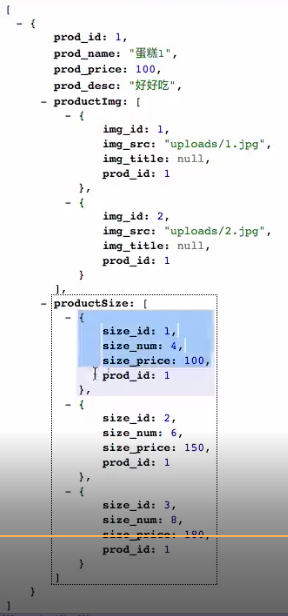 [
- {
prod_id: 1,
prod_name: "蛋糕1",
prod_price: 100,
prod_desc: "好好吃",
- productImg: [
- {
img_id: 1,
img_src: "uploads/1.jpg",
img_title: null,
prod_id: 1
},
- {
img_id: 2,
img_src: "uploads/2.jpg",
img_title: null,
prod_id: 1
}
],
- productSize: [
- {
size_id: 1,
size_num: 4,
size_price: 100,
prod_id: 1
},
- {
size_id: 2,
size_num: 6,
size_price: 150,
prod_id: 1
},
- {
size_id: 3,
size_num: 8,
size_price: 180,
prod_id: 1
}
]
}
]